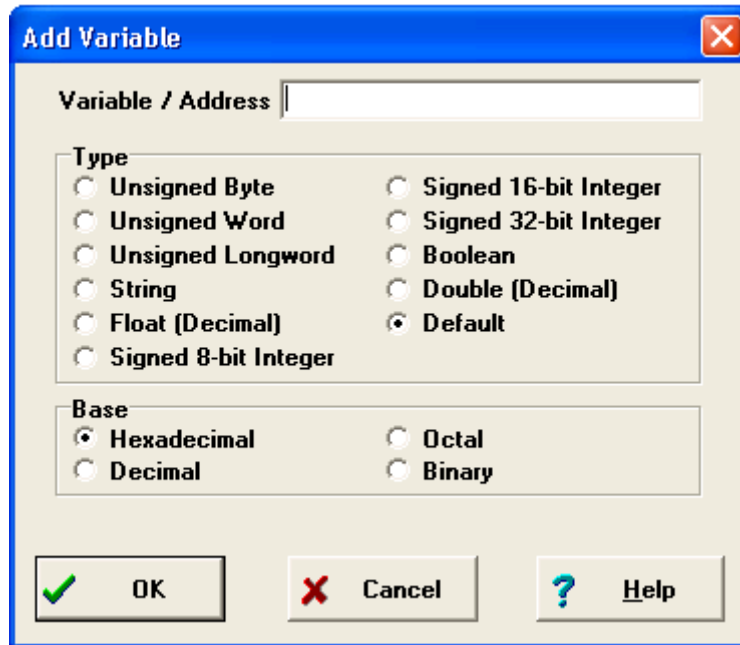 Add Variable
Variable / Address
Type
Unsigned Byte
Unsigned Word
Unsigned Longword
String
Float (Decimal)
Signed 8-bit Integer
Signed 16-bit Integer
Signed 32-bit Integer
Boolean
Double (Decimal)
Default
Base
Hexadecimal
Decimal
Octal
Binary
OK
Cancel
Help